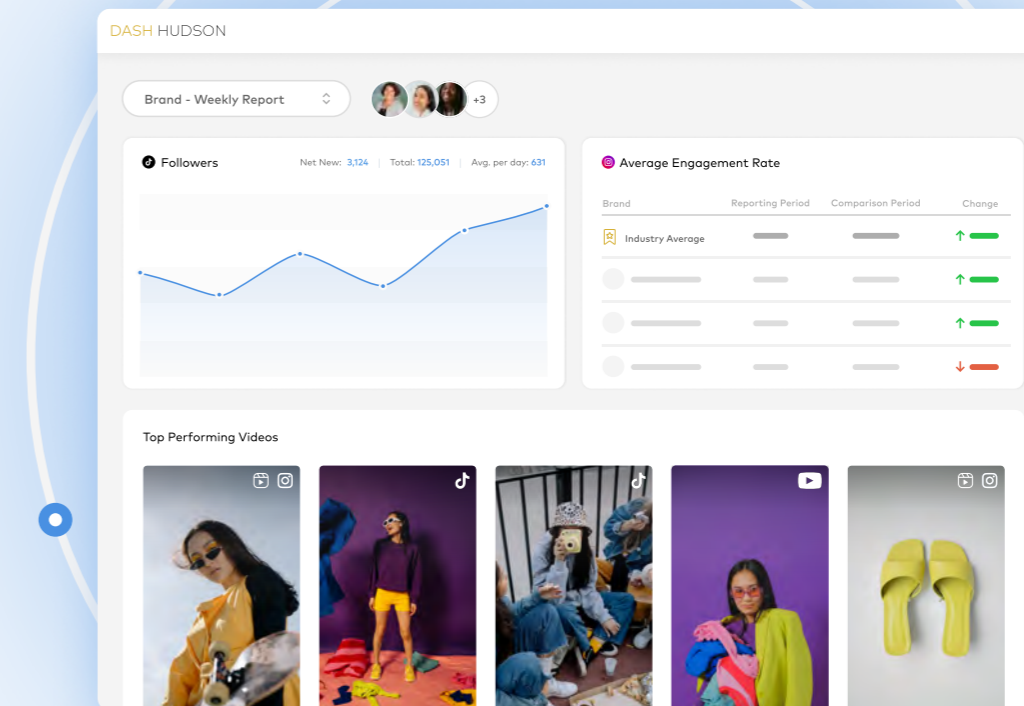 DASH HUDSON
Brand - Weekly Report
+3
Followers
Net New: 3,124
Total: 125,051
Avg. per day: 631
Average Engagement Rate
Brand Reporting Period Comparison Period Change
Industry Average
Top Performing Videos